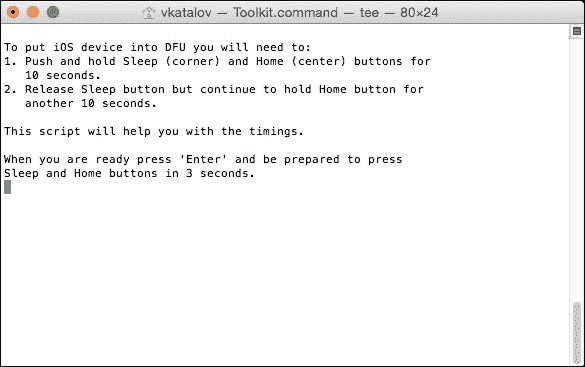 vkatalov — Toolkit.command — tee — 80×24
To put iOS device into DFU you will need to:
1. Push and hold Sleep (corner) and Home (center) buttons for
10 seconds.
2. Release Sleep button but continue to hold Home button for
another 10 seconds.
This script will help you with the timings.
When you are ready press 'Enter' and be prepared to press
Sleep and Home buttons in 3 seconds.